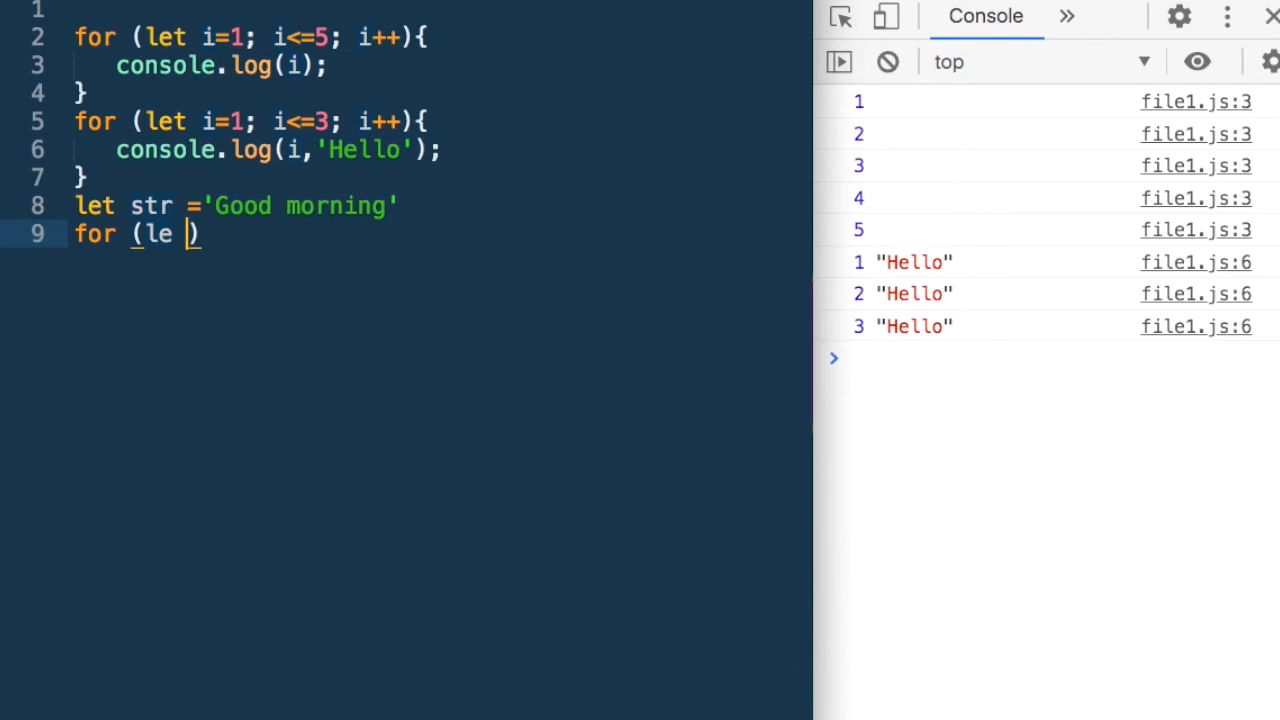 1
2 for (let i=1; i<=5; i++){
3 console.log(i);
4 }
5 for (let i=1; i<=3; i++){
6 console.log(i,'Hello');
7 }
8 let str ='Good morning'
9 for (le )
Console
top
1 file1.js:3
2 file1.js:3
3 file1.js:3
4 file1.js:3
5 file1.js:3
1 "Hello" file1.js:6
2 "Hello" file1.js:6
3 "Hello" file1.js:6